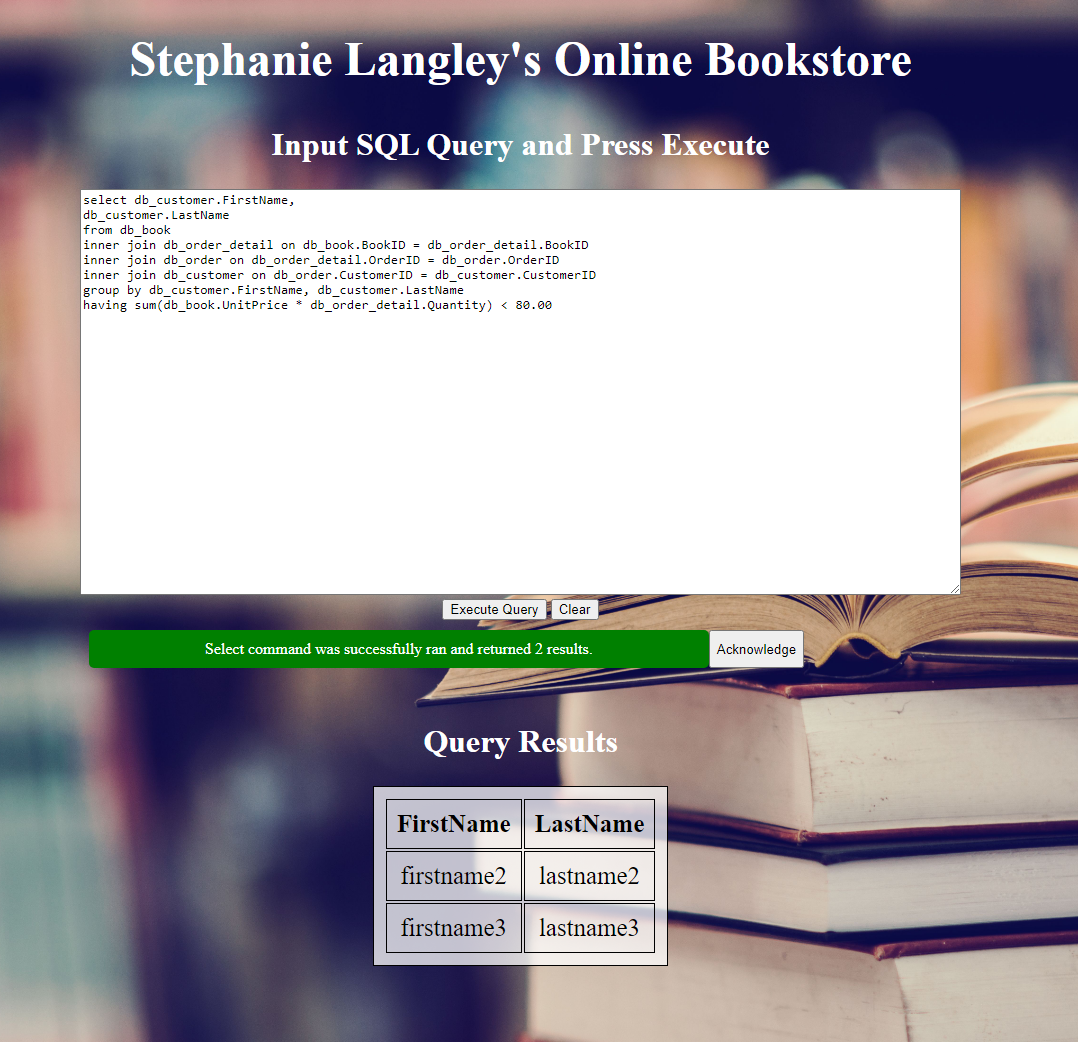 Stephanie Langley's Online Bookstore
Input SQL Query and Press Execute
select db_customer.FirstName,
db_customer.LastName
from db_book
inner join db_order_detail on db_book.BookID = db_order_detail.BookID
inner join db_order on db_order_detail.OrderID = db_order.OrderID
inner join db_customer on db_order.CustomerID = db_customer.CustomerID
group by db_customer.FirstName, db_customer.LastName
having sum(db_book.UnitPrice * db_order_detail.Quantity) < 80.00
Execute Query Clear
Select command was successfully ran and returned 2 results. Acknowledge
Query Results
FirstName LastName
firstname2 lastname2
firstname3 lastname3